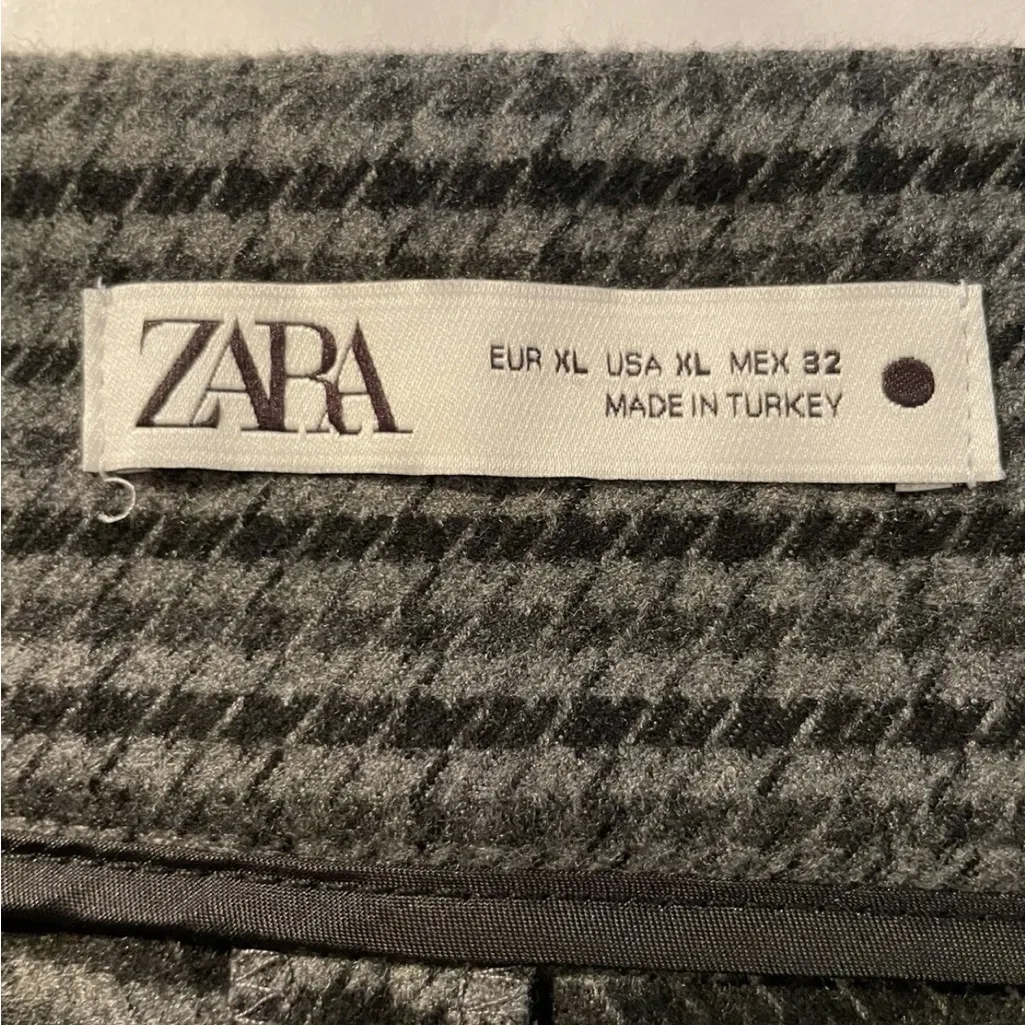 ZARA
EUR XL USA XL MEX 32
MADE IN TURKEY